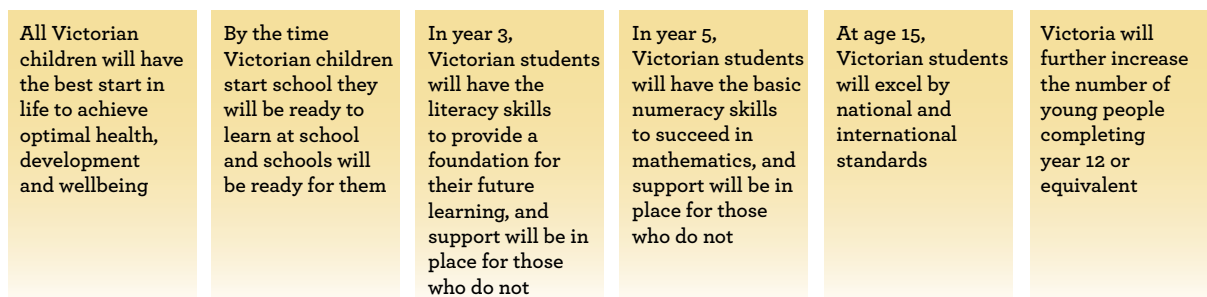 All Victorian
children will have
the best start in
life to achieve
optimal health,
development
and wellbeing
By the time
Victorian children
start school they
will be ready to
learn at school
and schools will
be ready for them
In year 3,
Victorian students
will have the
literacy skills
to provide a
foundation for
their future
learning, and
support will be in
place for those
who do not
In year 5,
Victorian students
will have the basic
numeracy skills
to succeed in
mathematics, and
support will be in
place for those
who do not
At age 15,
Victorian students
will excel by
national and
international
standards
Victoria will
further increase
the number of
young people
completing
year 12 or
equivalent